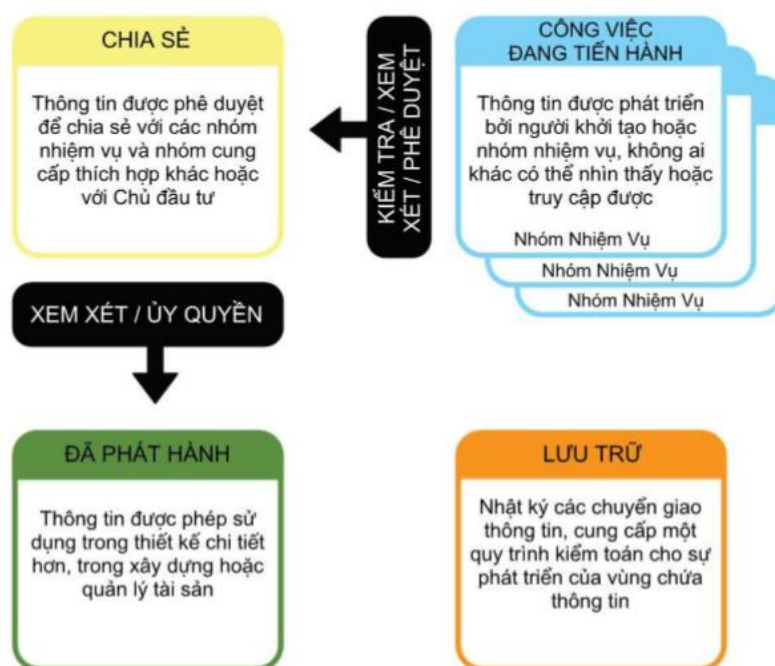 CHIA SẺ
Thông tin được phê duyệt
để chia sẻ với các nhóm
nhiệm vụ và nhóm cung
cấp thích hợp khác hoặc
với Chủ đầu tư
KIỂM TRA / XEM
XÉT / PHÊ DUYỆT
CÔNG VIỆC
ĐANG TIẾN HÀNH
Thông tin được phát triển
bởi người khởi tạo hoặc
nhóm nhiệm vụ, không ai
khác có thể nhìn thấy hoặc
truy cập được
Nhóm Nhiệm Vụ
Nhóm Nhiệm Vụ
Nhóm Nhiệm Vụ
XEM XÉT / ỦY QUYỀN
ĐÃ PHÁT HÀNH
Thông tin được phép sử
dụng trong thiết kế chi tiết
hơn, trong xây dựng hoặc
quản lý tài sản
LƯU TRỮ
Nhật ký các chuyển giao
thông tin, cung cấp một
quy trình kiểm toán cho sự
phát triển của vùng chứa
thông tin